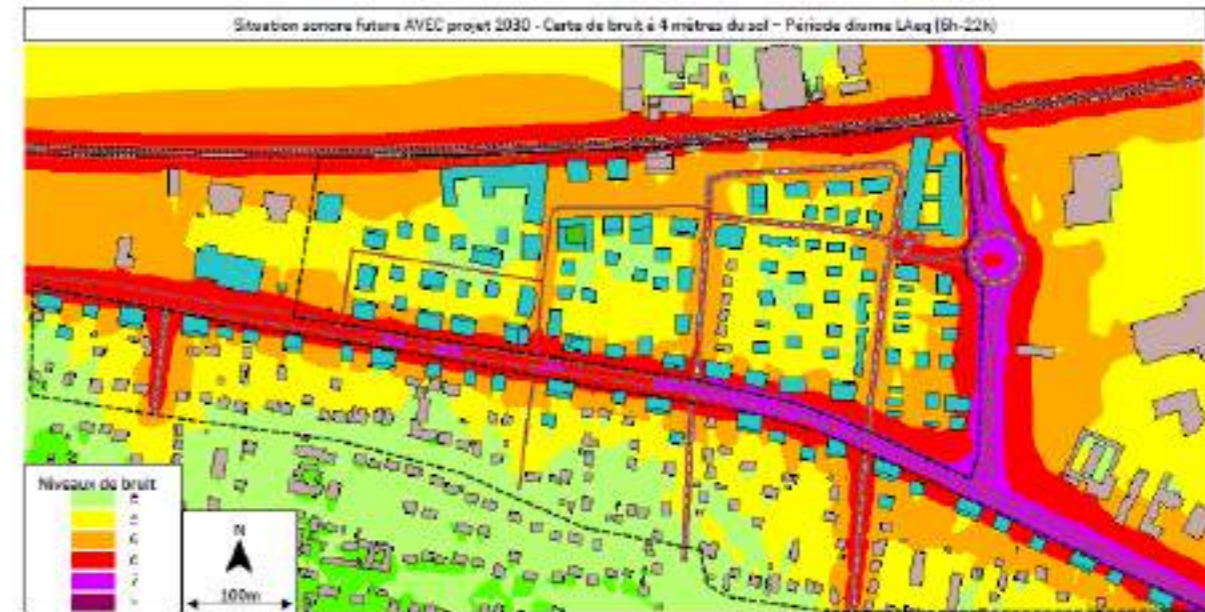 Situation sonore future AVEC projet 2030 - Carte de bruit à 4 mètres du sol – Période diurne LAeq (6h-22h)
Niveaux de bruit
N
100m